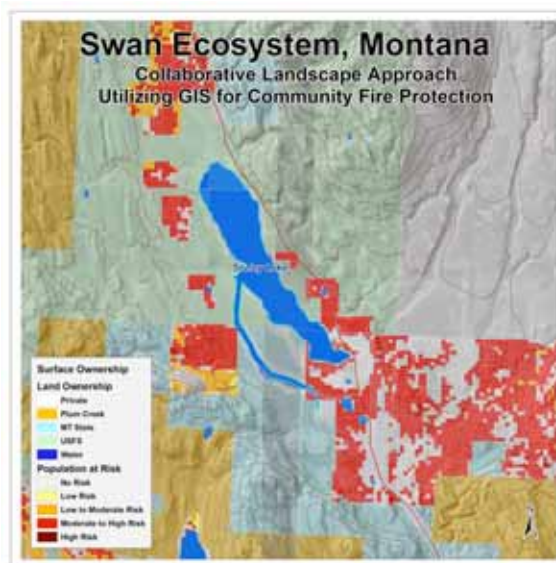 Swan Ecosystem, Montana
Collaborative Landscape Approach
Utilizing GIS for Community Fire Protection
Surface Ownership
Land Ownership
Private
Plum Creek
MT State
USFS
Water
Population at Risk
No Risk
Low Risk
Low to Moderate Risk
Moderate to High Risk
High Risk